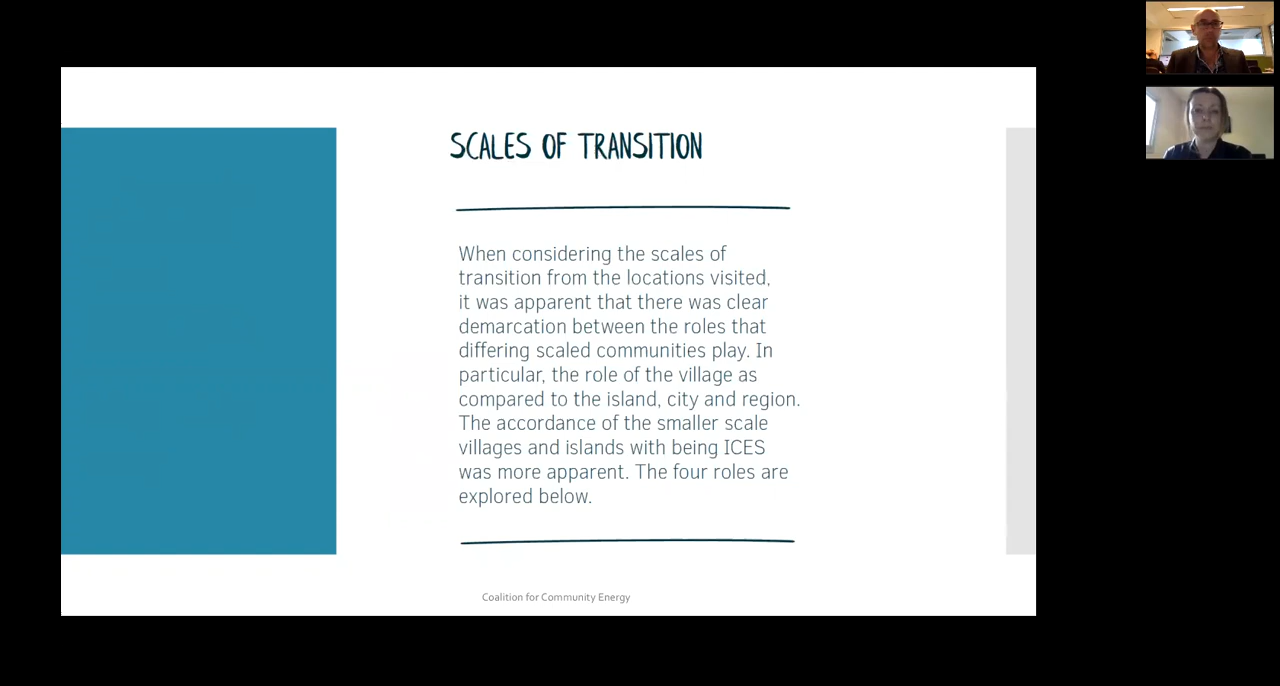 SCALES OF TRANSITION
When considering the scales of
transition from the locations visited,
it was apparent that there was clear
demarcation between the roles that
differing scaled communities play. In
particular, the role of the village as
compared to the island, city and region.
The accordance of the smaller scale
villages and islands with being ICES
was more apparent. The four roles are
explored below.
Coalition for Community Energy